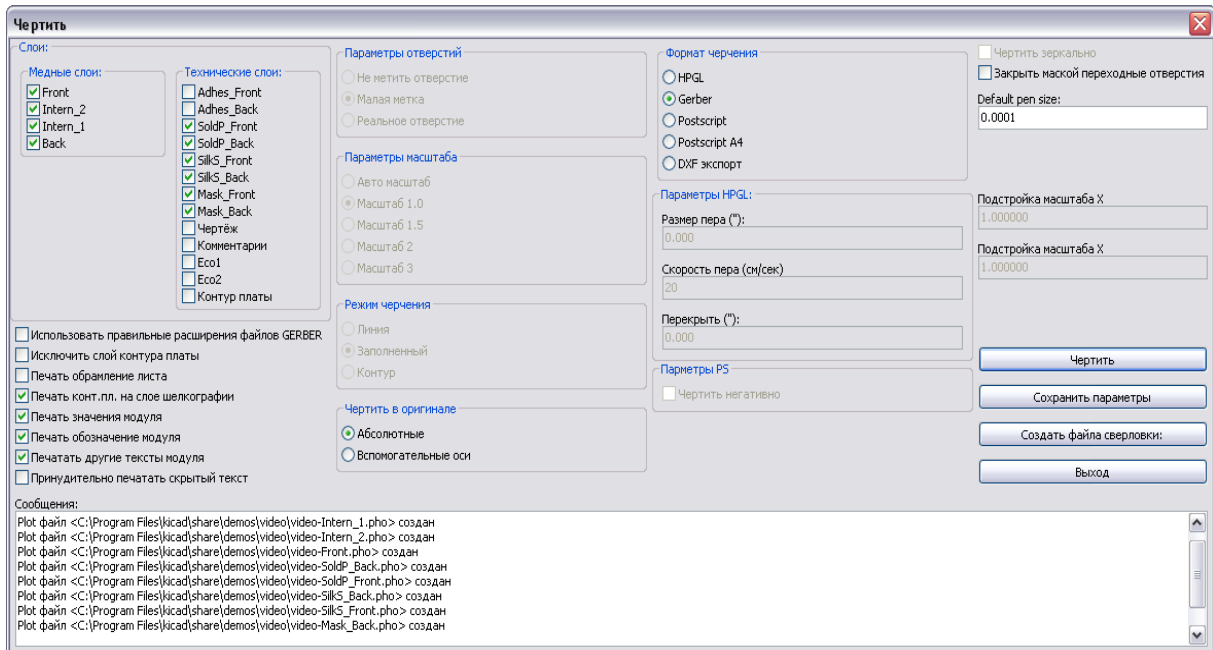 Чертить
Слои:
Медные слои:
Front
Intern_2
Intern_1
Back
Технические слои:
Adhes_Front
Adhes_Back
SoldP_Front
SoldP_Back
SilkS_Front
SilkS_Back
Mask_Front
Mask_Back
Чертёж
Комментарии
Eco1
Eco2
Контур платы
Использовать правильные расширения файлов GERBER
Исключить слой контура платы
Печать обрамление листа
Печать конт.пл. на слое шелкографии
Печать значения модуля
Печать обозначение модуля
Печатать другие тексты модуля
Принудительно печатать скрытый текст
Параметры отверстий
Не метить отверстие
Малая метка
Реальное отверстие
Параметры масштаба
Авто масштаб
Масштаб 1.0
Масштаб 1.5
Масштаб 2
Масштаб 3
Режим черчения
Линия
Заполненный
Контур
Чертить в оригинале
Абсолютные
Вспомогательные оси
Формат черчения
HPGL
Gerber
Postscript
Postscript A4
DXF экспорт
Параметры HPGL:
Размер пера ("):
0.000
Скорость пера (см/сек)
20
Перекрыть ("):
0.000
Парметры PS
Чертить негативно
Чертить зеркально
Закрыть маской переходные отверстия
Default pen size:
0.0001
Подстройка масштаба X
1.000000
Подстройка масштаба X
1.000000
Чертить
Сохранить параметры
Создать файла сверловки:
Выход
Сообщения:
Plot файл <C:\Program Files\kicad\share\demos\video\video-Intern_1.pho> создан
Plot файл <C:\Program Files\kicad\share\demos\video\video-Intern_2.pho> создан
Plot файл <C:\Program Files\kicad\share\demos\video\video-Front.pho> создан
Plot файл <C:\Program Files\kicad\share\demos\video\video-SoldP_Back.pho> создан
Plot файл <C:\Program Files\kicad\share\demos\video\video-SoldP_Front.pho> создан
Plot файл <C:\Program Files\kicad\share\demos\video\video-SilkS_Back.pho> создан
Plot файл <C:\Program Files\kicad\share\demos\video\video-SilkS_Front.pho> создан
Plot файл <C:\Program Files\kicad\share\demos\video\video-Mask_Back.pho> создан